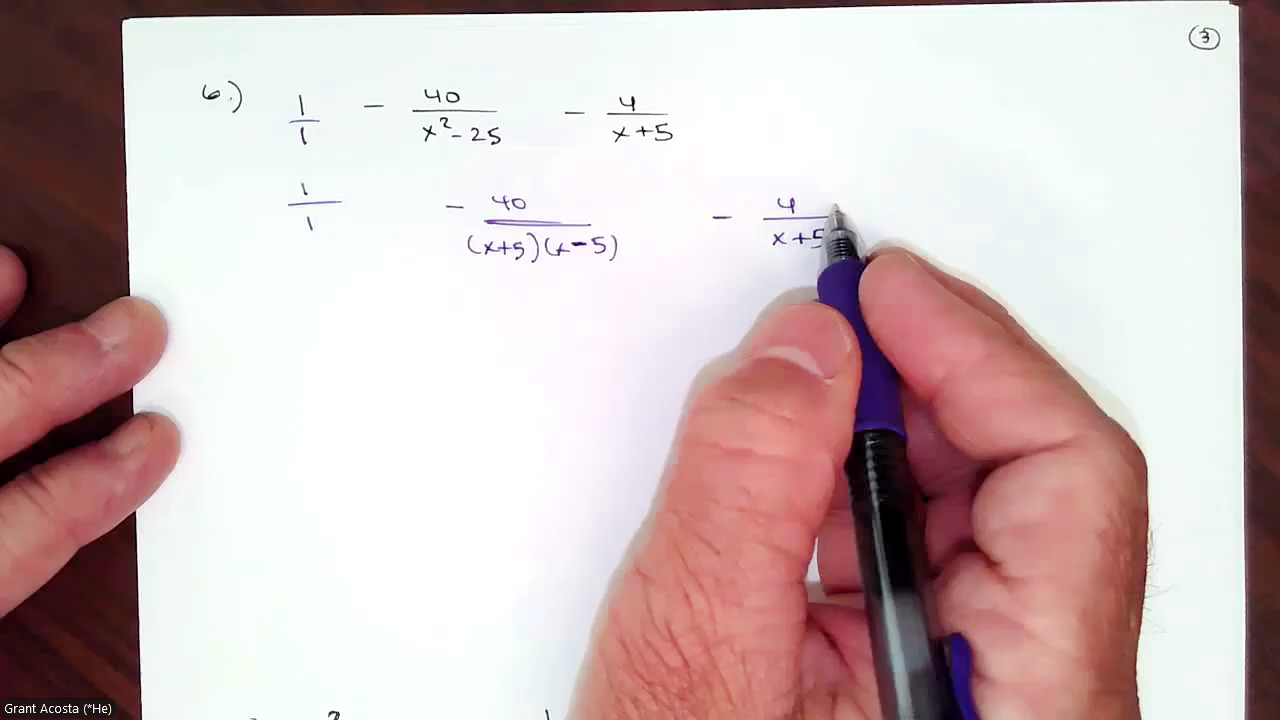 ③
6.) 1/1 - 40/x²-25 - 4/x+5
1/1 - 40/(x+5)(x-5) - 4/x+5
Grant Acosta (*He)